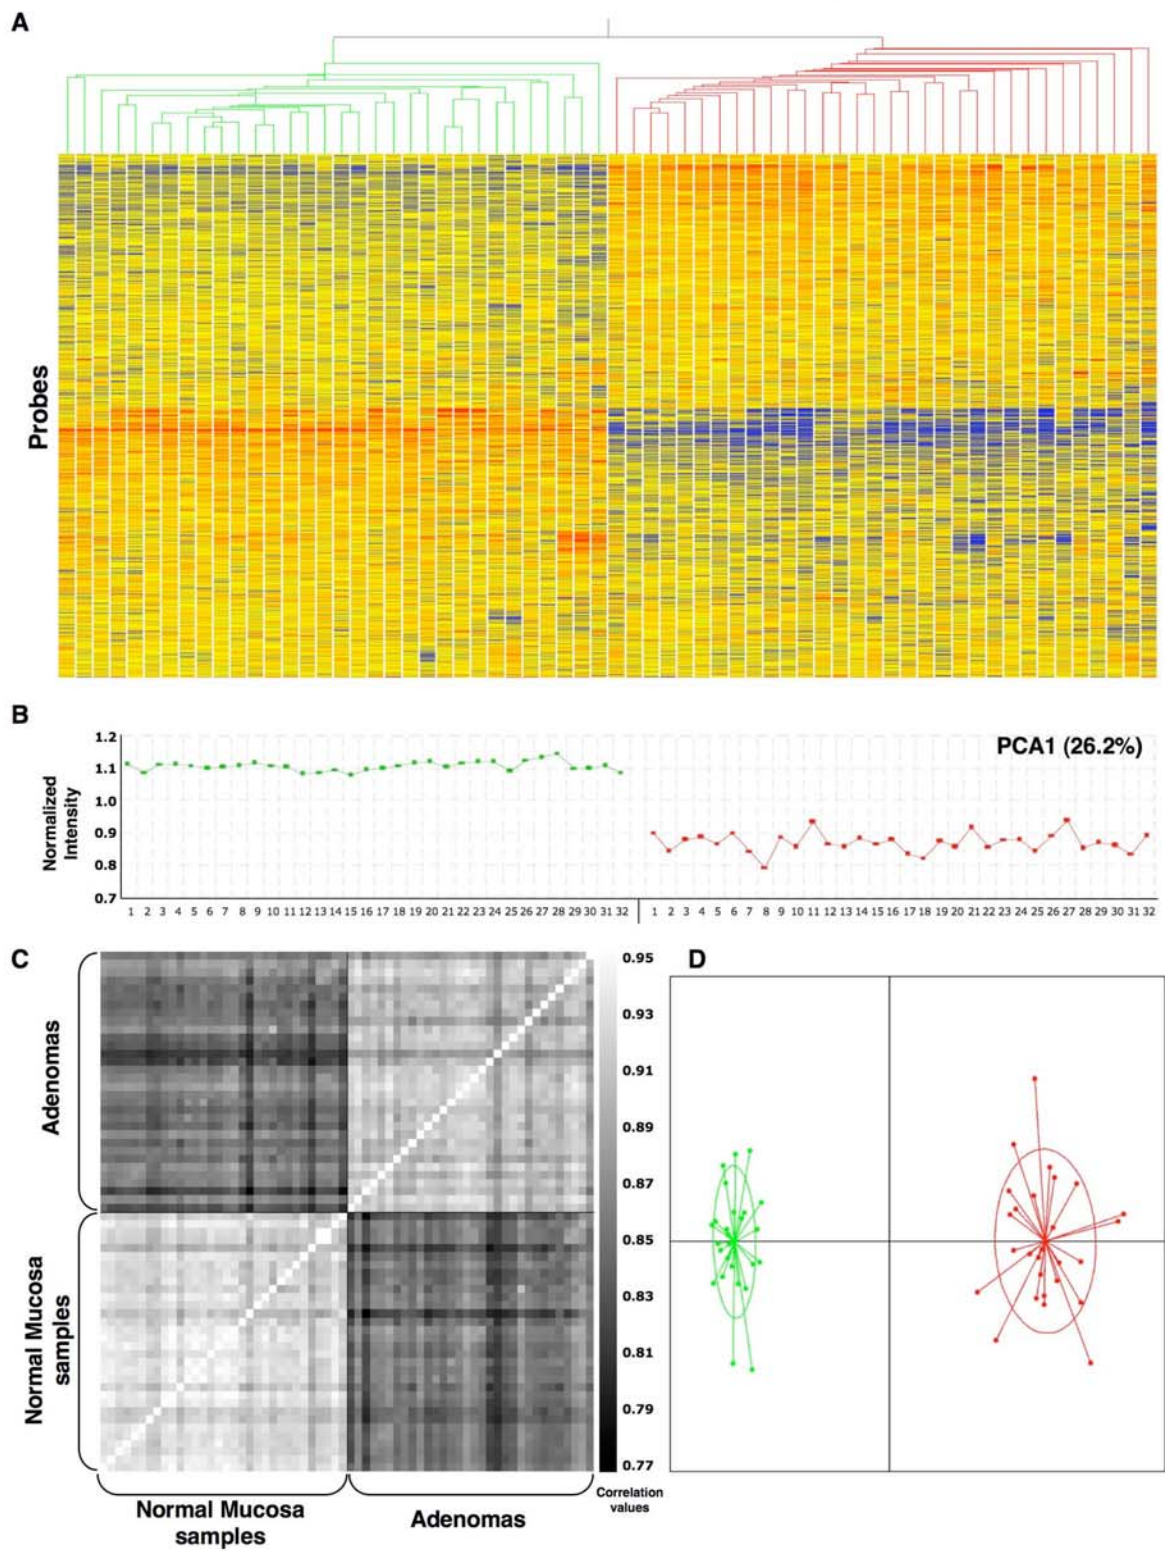 A
Probes
B
PCA1 (26.2%)
Normalized
Intensity
1.2
1.1
1.0
0.9
0.8
0.7
1 2 3 4 5 6 7 8 9 10 11 12 13 14 15 16 17 18 19 20 21 22 23 24 25 26 27 28 29 30 31 32
1 2 3 4 5 6 7 8 9 10 11 12 13 14 15 16 17 18 19 20 21 22 23 24 25 26 27 28 29 30 31 32
C
Adenomas
Normal Mucosa
samples
Normal Mucosa
samples
Adenomas
0.95
0.93
0.91
0.89
0.87
0.85
0.83
0.81
0.79
0.77
Correlation
values
D